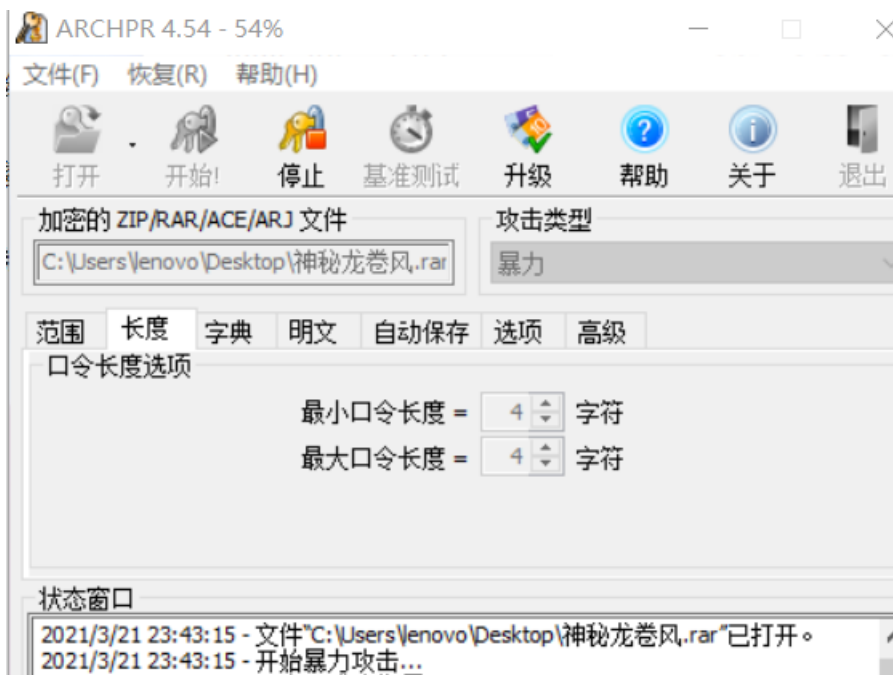 ARCHPR 4.54 - 54%
文件(F) 恢复(R) 帮助(H)
打开 开始! 停止 基准测试 升级 帮助 关于 退出
加密的 ZIP/RAR/ACE/ARJ 文件 攻击类型
C:\Users\lenovo\Desktop\神秘龙卷风.rar 暴力
范围 长度 字典 明文 自动保存 选项 高级
口令长度选项
最小口令长度 = 4 字符
最大口令长度 = 4 字符
状态窗口
2021/3/21 23:43:15 - 文件"C:\Users\lenovo\Desktop\神秘龙卷风.rar"已打开。
2021/3/21 23:43:15 - 开始暴力攻击...